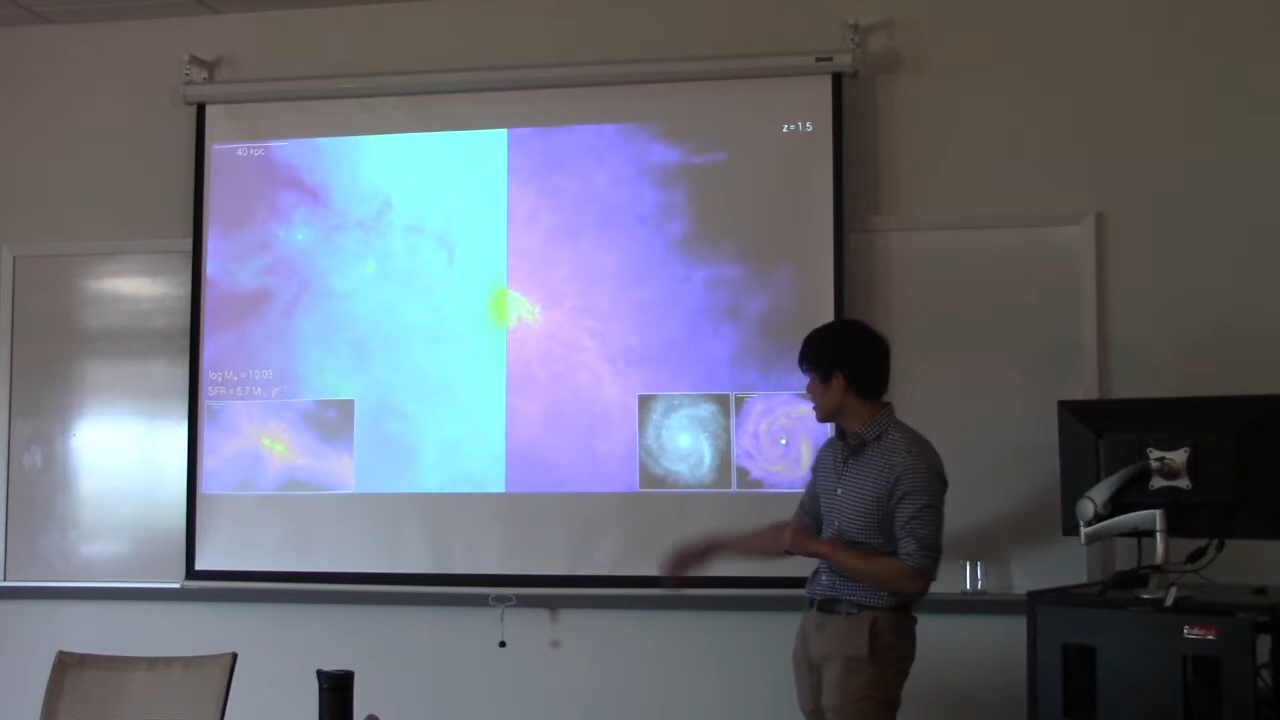 z=1.5
40 kpc
log M⋆ = 10.03
SFR = 6.7 M☉ yr⁻¹